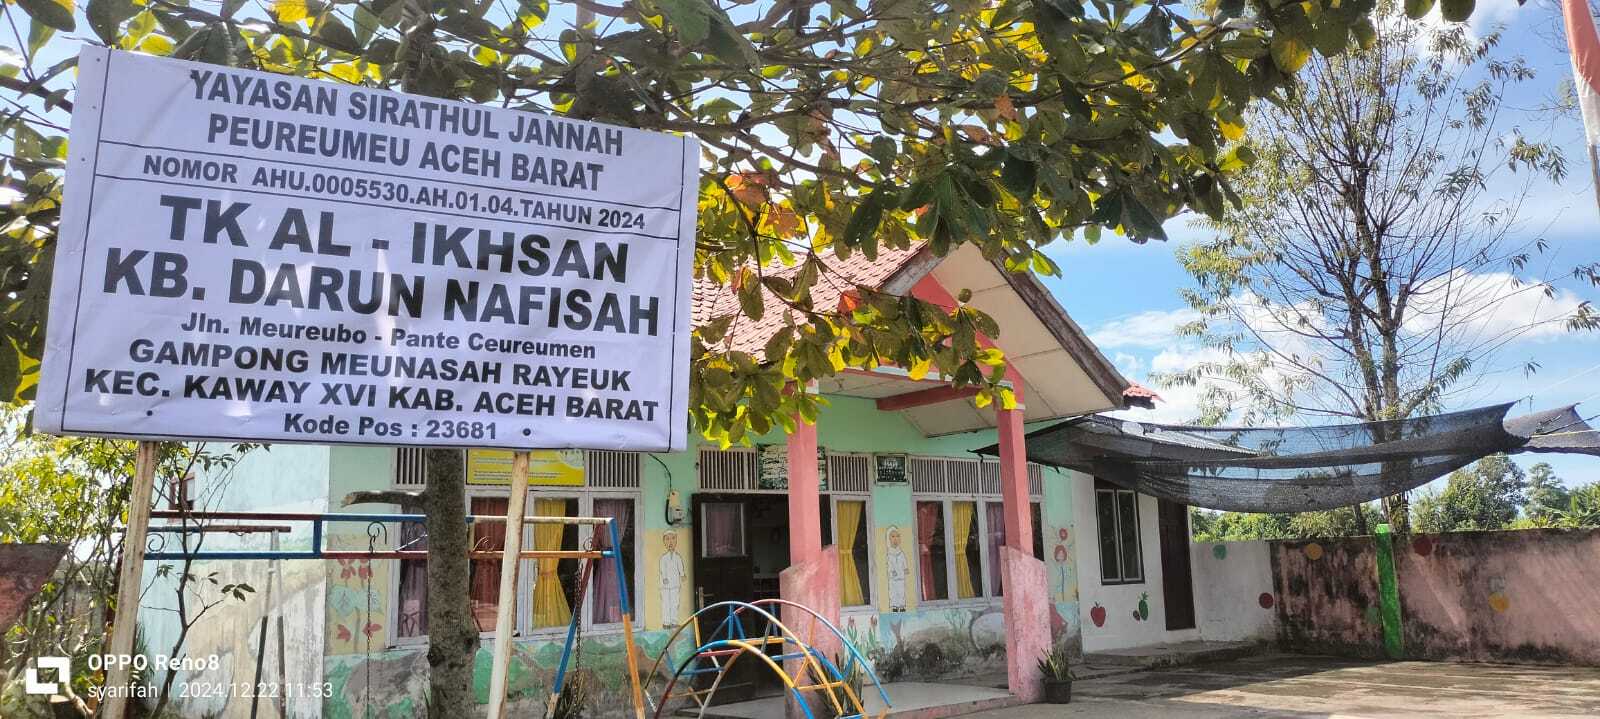 YAYASAN SIRATHUL JANNAH
PEUREUMEU ACEH BARAT
NOMOR AHU.0005530.AH.01.04.TAHUN 2024
TK AL - IKHSAN
KB. DARUN NAFISAH
Jln. Meureubo - Pante Ceureumen
GAMPONG MEUNASAH RAYEUK
KEC. KAWAY XVI KAB. ACEH BARAT
Kode Pos : 23681
OPPO Reno8
syarifah | 2024.12.22 11:53